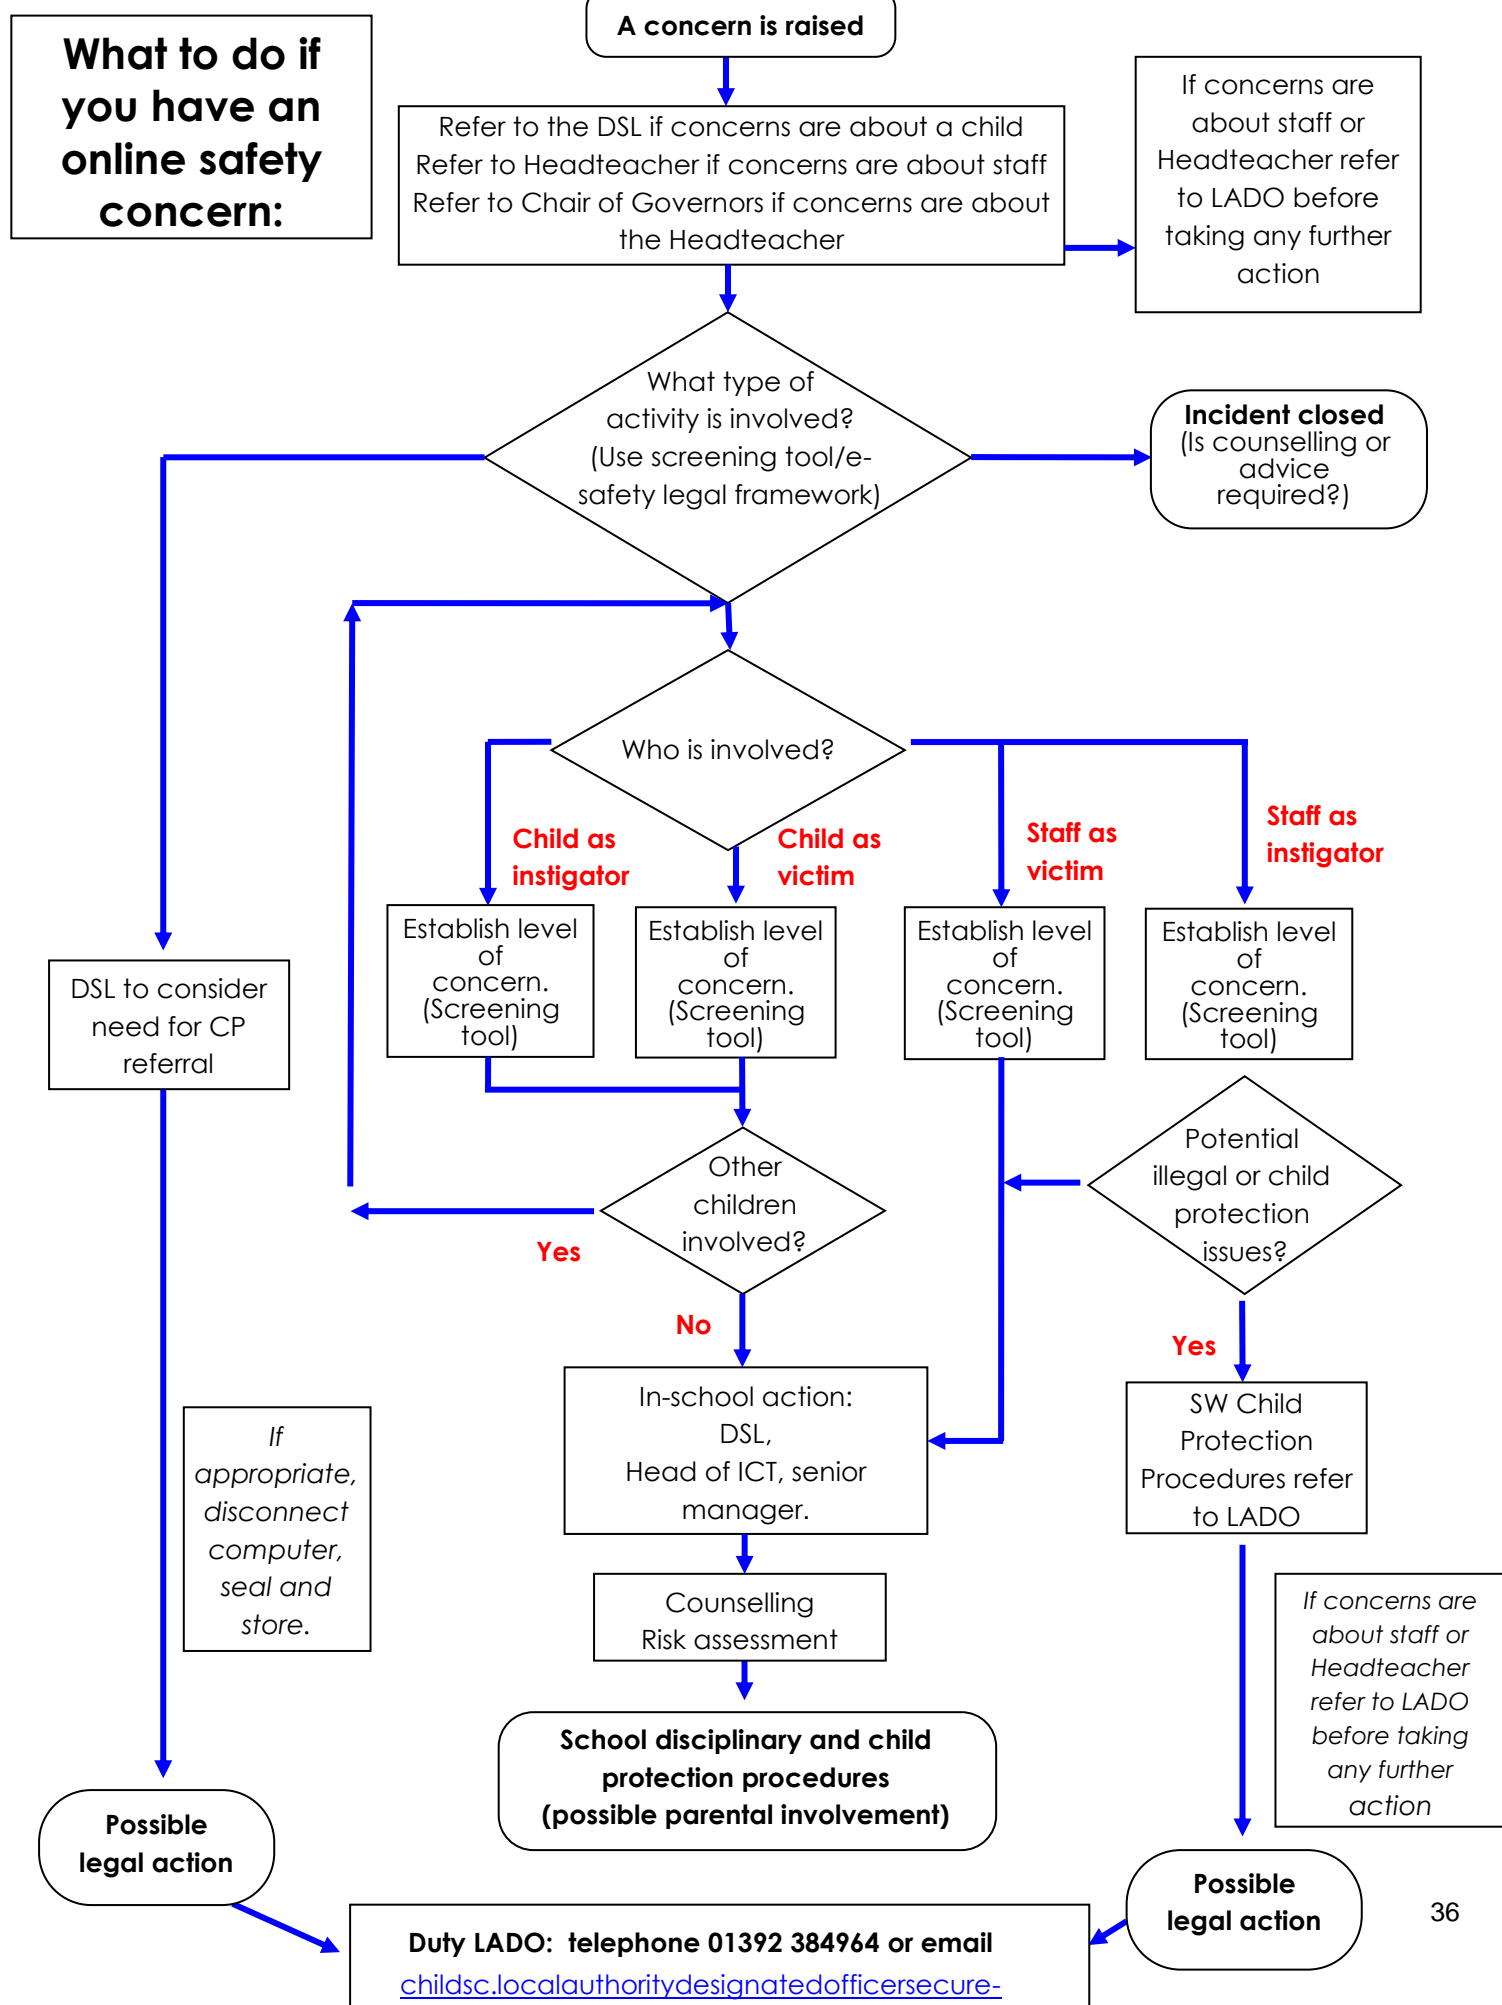 What to do if
you have an
online safety
concern:
A concern is raised
Refer to the DSL if concerns are about a child
Refer to Headteacher if concerns are about staff
Refer to Chair of Governors if concerns are about
the Headteacher
If concerns are
about staff or
Headteacher refer
to LADO before
taking any further
action
What type of
activity is involved?
(Use screening tool/e-
safety legal framework)
Incident closed
(Is counselling or
advice
required?)
Who is involved?
Child as
instigator
Child as
victim
Staff as
victim
Staff as
instigator
Establish level
of
concern.
(Screening
tool)
Establish level
of
concern.
(Screening
tool)
Establish level
of
concern.
(Screening
tool)
Establish level
of
concern.
(Screening
tool)
DSL to consider
need for CP
referral
Other
children
involved?
Potential
illegal or child
protection
issues?
Yes
No
Yes
In-school action:
DSL,
Head of ICT, senior
manager.
SW Child
Protection
Procedures refer
to LADO
If
appropriate,
disconnect
computer,
seal and
store.
Counselling
Risk assessment
If concerns are
about staff or
Headteacher
refer to LADO
before taking
any further
action
School disciplinary and child
protection procedures
(possible parental involvement)
Possible
legal action
Possible
legal action
36
Duty LADO:  telephone 01392 384964 or email
childsc.localauthoritydesignatedofficersecure-